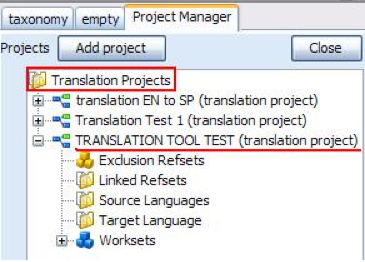 taxonomy empty Project Manager
Projects Add project Close
Translation Projects
translation EN to SP (translation project)
Translation Test 1 (translation project)
TRANSLATION TOOL TEST (translation project)
Exclusion Refsets
Linked Refsets
Source Languages
Target Language
Worksets